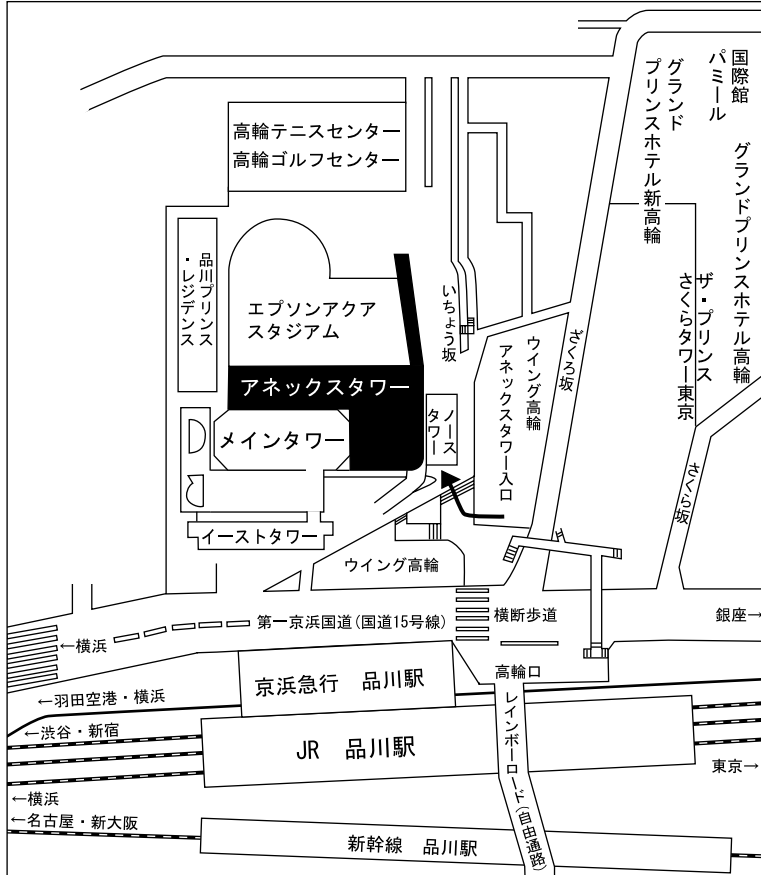 国際館
パミール
グランド
プリンスホテル新高輪
グランドプリンスホテル高輪
ザ・プリンス
さくらタワー東京
高輪テニスセンター
高輪ゴルフセンター
品川プリンス
・レジデンス
エプソンアクア
スタジアム
いちょう坂
ざくろ坂
さくら坂
ウイング高輪
アネックスタワー入口
アネックスタワー
ノース
タワー
メインタワー
イーストタワー
ウイング高輪
第一京浜国道(国道15号線)
横断歩道
銀座→
←横浜
高輪口
京浜急行 品川駅
←羽田空港・横浜
←渋谷・新宿
JR 品川駅
レインボーロード(自由通路)
東京→
←横浜
←名古屋・新大阪
新幹線 品川駅